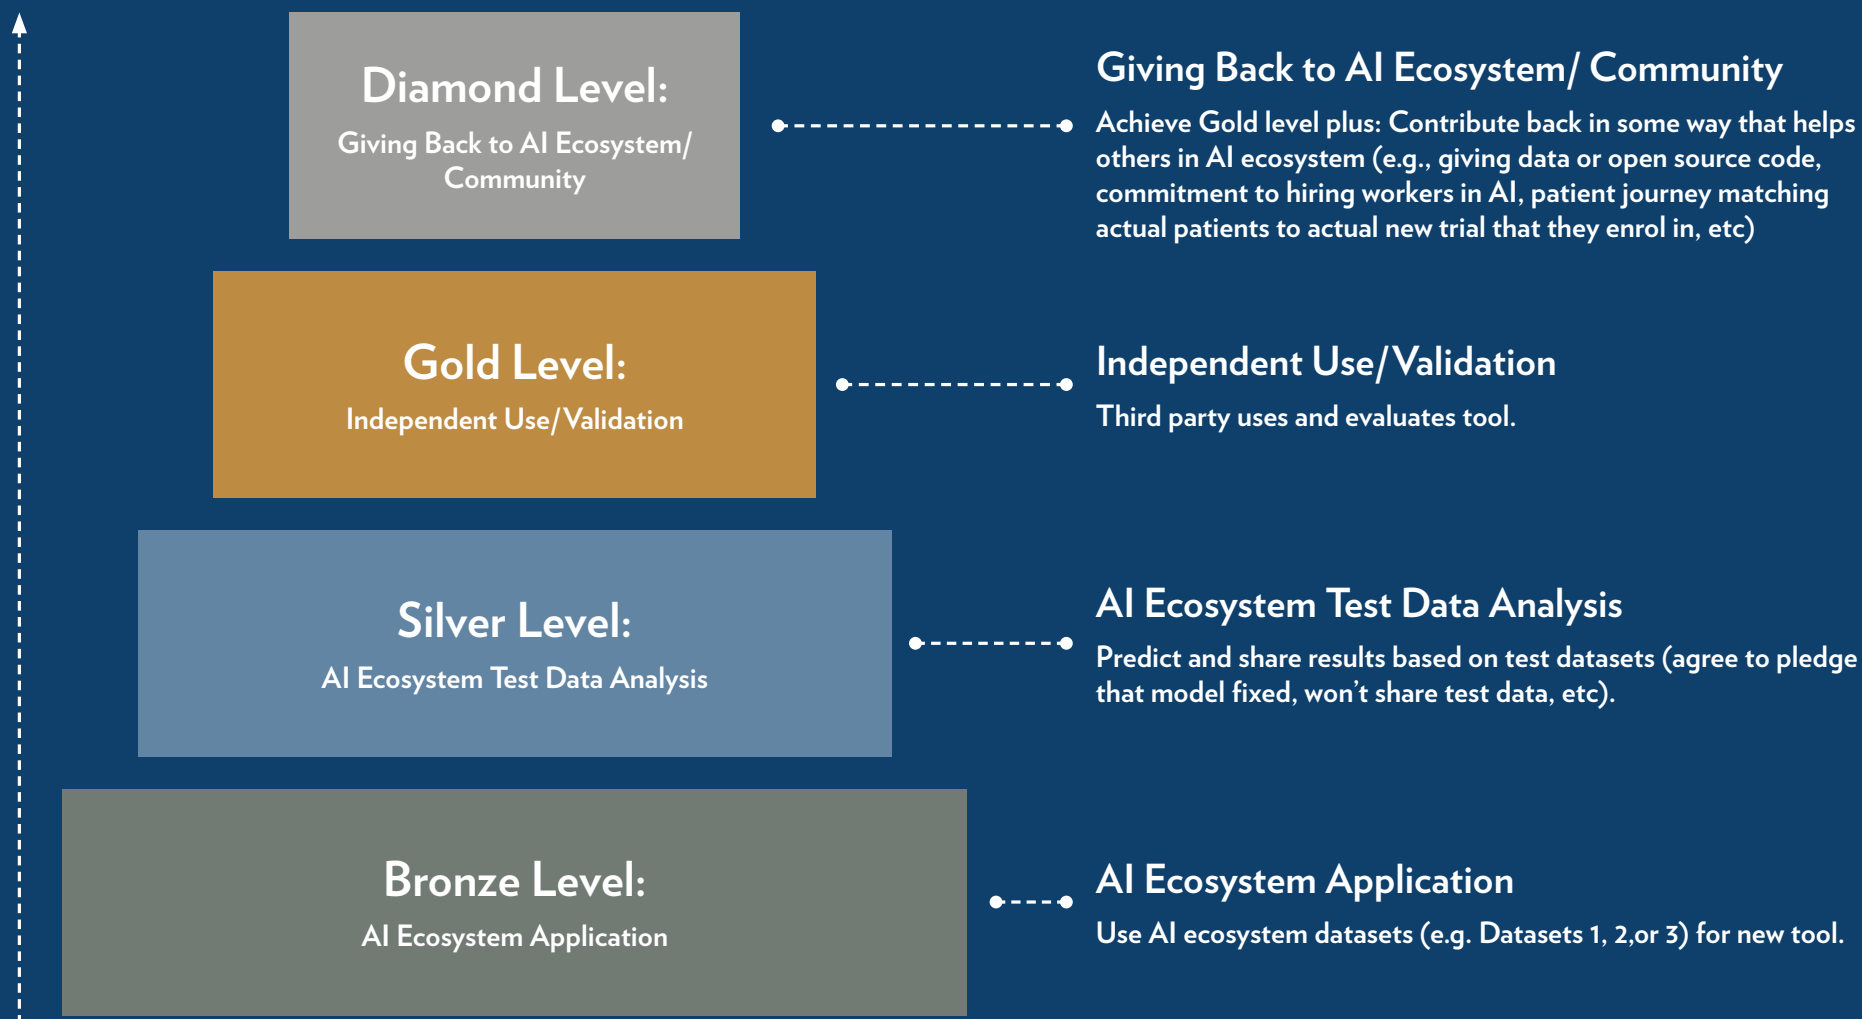 Diamond Level:
Giving Back to AI Ecosystem/
Community
Giving Back to AI Ecosystem/ Community
Achieve Gold level plus: Contribute back in some way that helps
others in AI ecosystem (e.g., giving data or open source code,
commitment to hiring workers in AI, patient journey matching
actual patients to actual new trial that they enrol in, etc)
Gold Level:
Independent Use/Validation
Independent Use/Validation
Third party uses and evaluates tool.
Silver Level:
AI Ecosystem Test Data Analysis
AI Ecosystem Test Data Analysis
Predict and share results based on test datasets (agree to pledge
that model fixed, won't share test data, etc).
Bronze Level:
AI Ecosystem Application
AI Ecosystem Application
Use AI ecosystem datasets (e.g. Datasets 1, 2,or 3) for new tool.